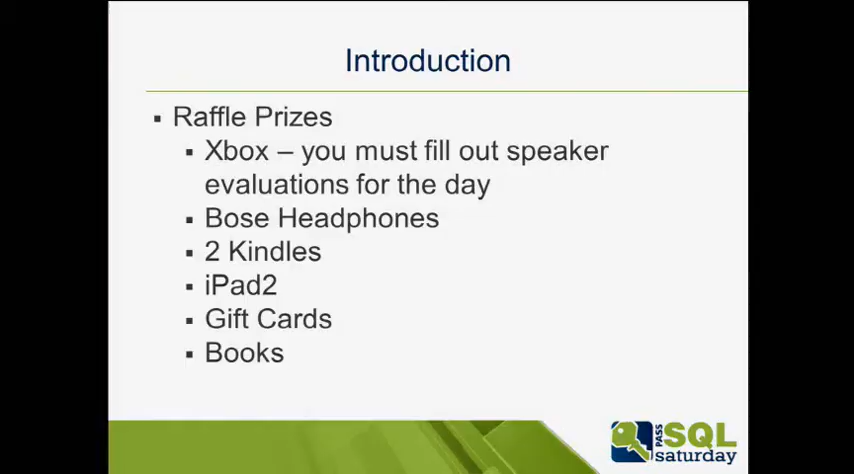 Introduction
▪ Raffle Prizes
▪ Xbox – you must fill out speaker
evaluations for the day
▪ Bose Headphones
▪ 2 Kindles
▪ iPad2
▪ Gift Cards
▪ Books
PASS SQL
saturday